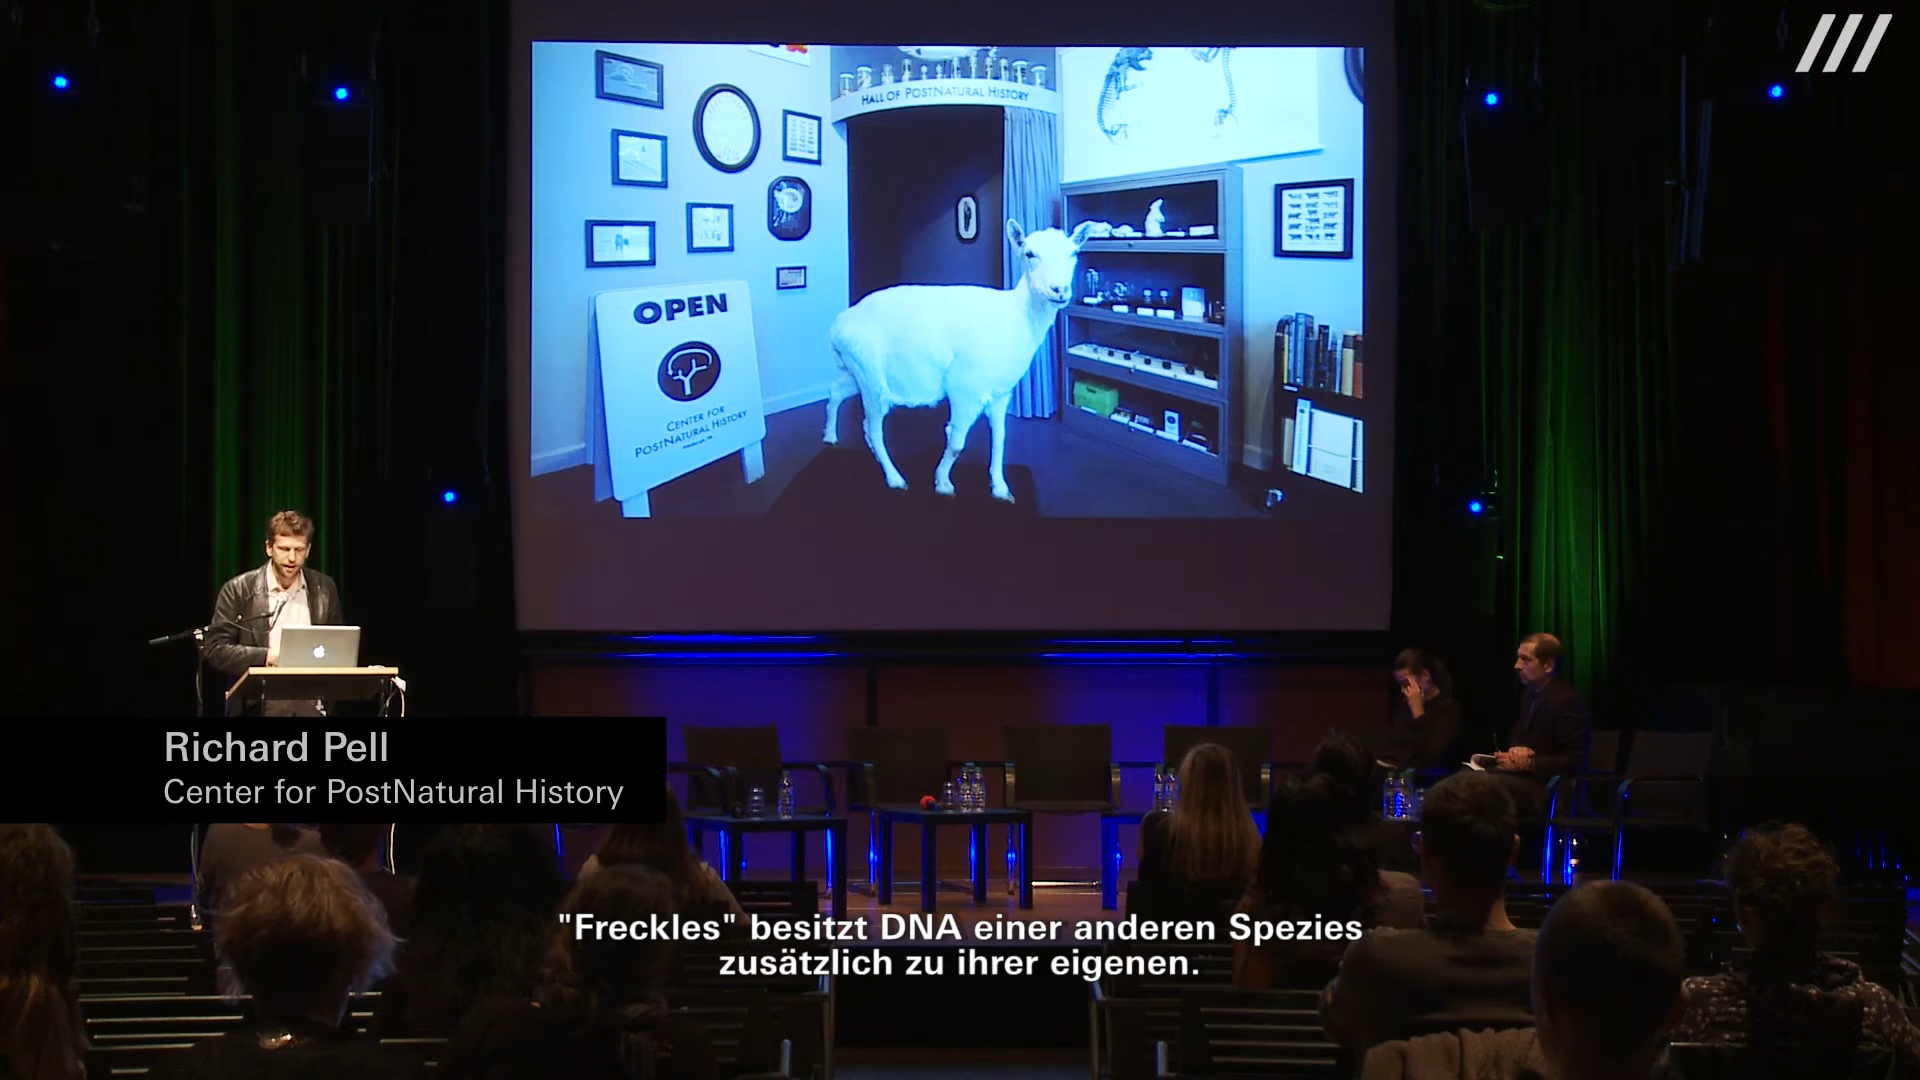 HALL OF POSTNATURAL HISTORY
OPEN
CENTER FOR
POSTNATURAL HISTORY
Richard Pell
Center for PostNatural History
"Freckles" besitzt DNA einer anderen Spezies
zusätzlich zu ihrer eigenen.